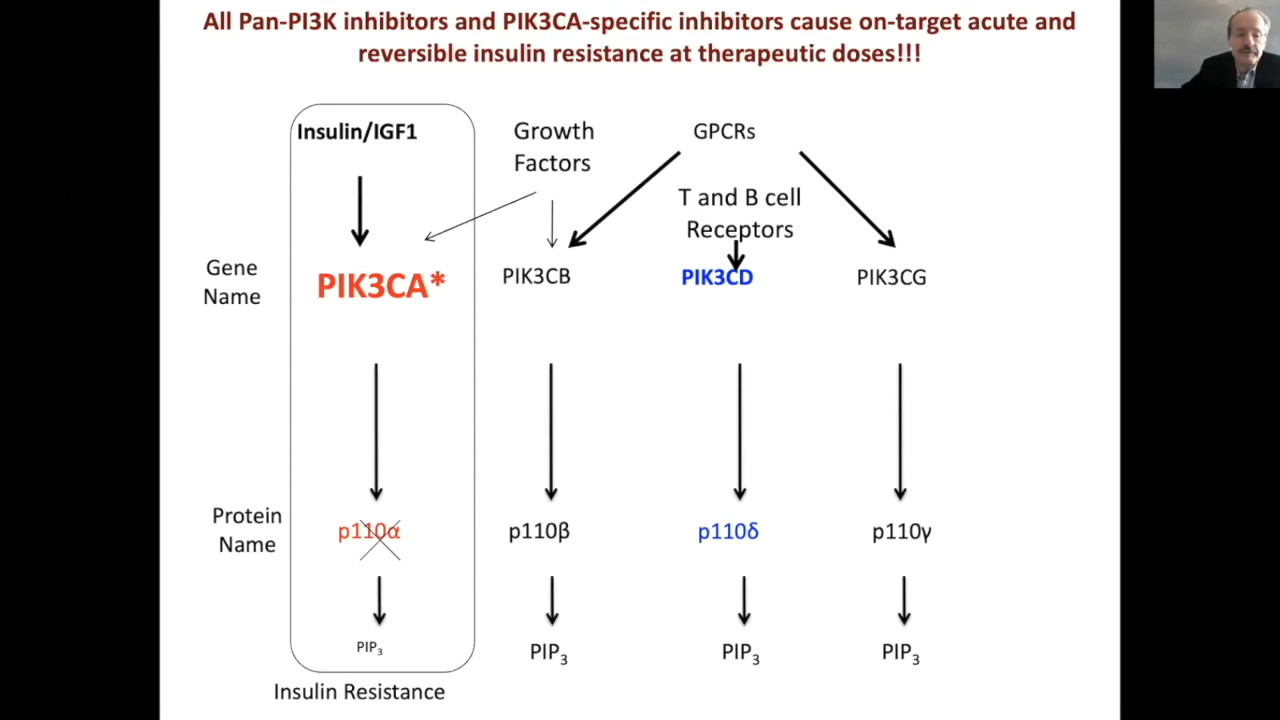 All Pan-PI3K inhibitors and PIK3CA-specific inhibitors cause on-target acute and
reversible insulin resistance at therapeutic doses!!!
Insulin/IGF1
Growth
Factors
GPCRs
T and B cell
Receptors
Gene
Name
PIK3CA*
PIK3CB
PIK3CD
PIK3CG
Protein
Name
p110α
p110β
p110δ
p110γ
PIP3
PIP3
PIP3
PIP3
Insulin Resistance